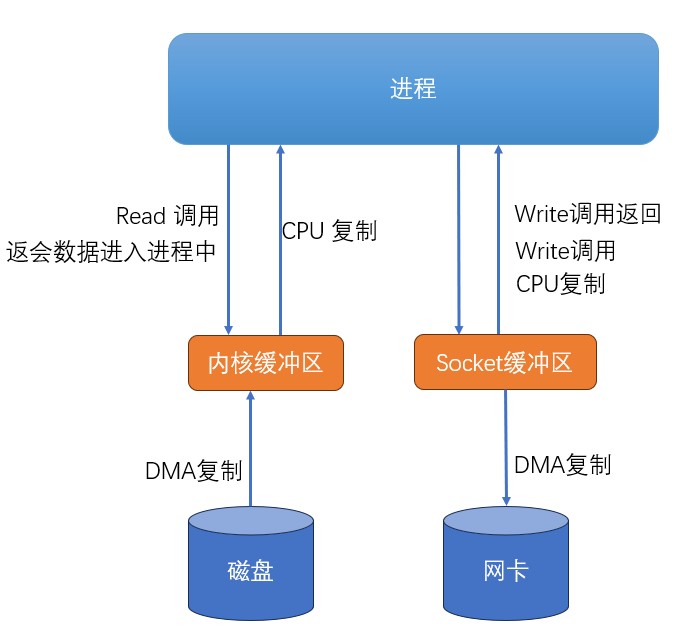 进程
Read 调用
返会数据进入进程中
CPU 复制
Write调用返回
Write调用
CPU复制
内核缓冲区
Socket缓冲区
DMA复制
DMA复制
磁盘
网卡